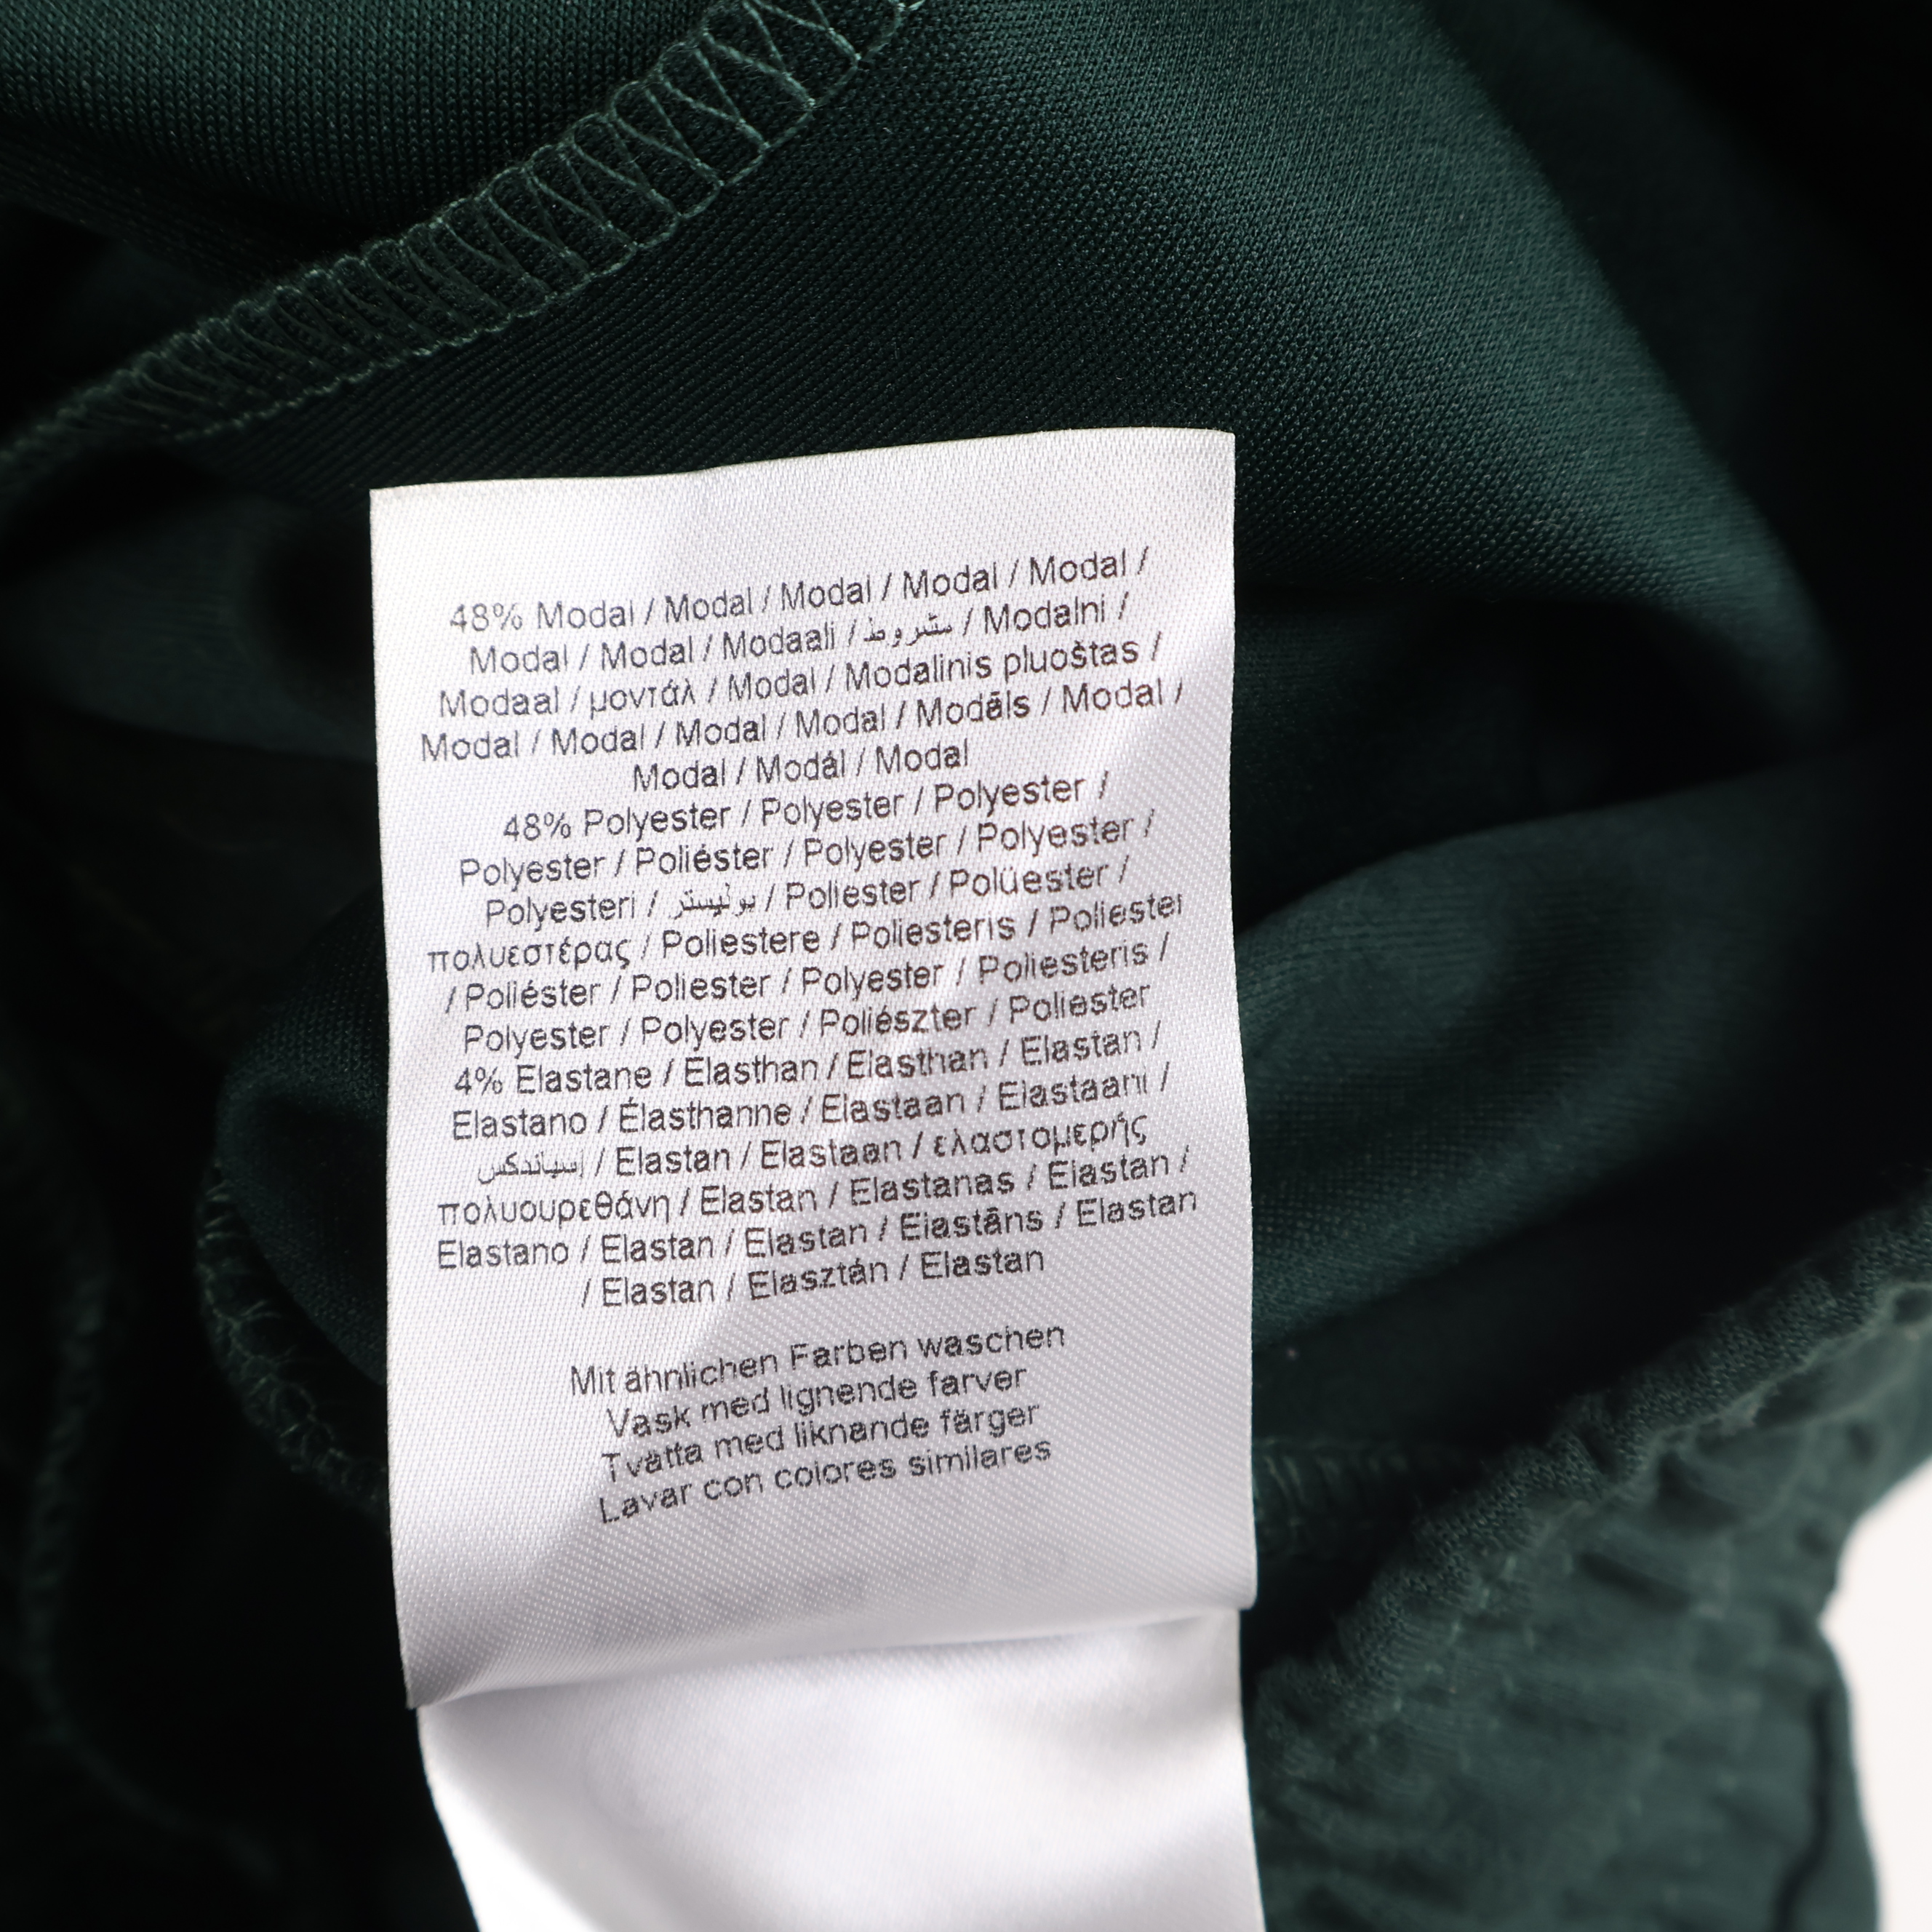 48% Modal / Modal / Modal / Modal / Modal /
Modal / Modal / Modaali / مشروط / Modalni /
Modaal / μοντάλ / Modal / Modalinis pluoštas /
Modal / Modal / Modal / Modal / Modāls / Modal /
Modal / Modál / Modal
48% Polyester / Polyester / Polyester /
Polyester / Poliéster / Polyester / Polyester /
Polyesteri / بوليستر / Poliester / Polüester /
πολυεστέρας / Poliestere / Poliesteris / Poliester
/ Poliéster / Poliester / Polyester / Poliesteris /
Polyester / Polyester / Poliészter / Poliester
4% Elastane / Elasthan / Elasthan / Elastan /
Elastano / Élasthanne / Elastaan / Elastaani /
إسباندكس / Elastan / Elastaan / ελαστομερής
πολυουρεθάνη / Elastan / Elastanas / Elastan /
Elastano / Elastan / Elastan / Elastāns / Elastan
/ Elastan / Elasztán / Elastan
Mit ähnlichen Farben waschen
Vask med lignende farver
Tvätta med liknande färger
Lavar con colores similares